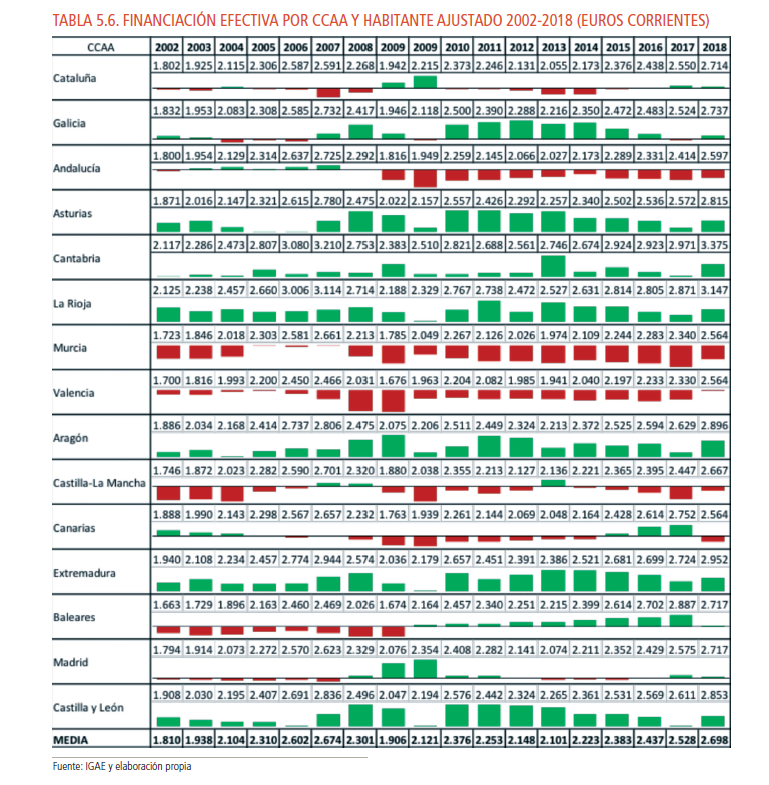 TABLA 5.6. FINANCIACIÓN EFECTIVA POR CCAA Y HABITANTE AJUSTADO 2002-2018 (EUROS CORRIENTES)
CCAA 2002 2003 2004 2005 2006 2007 2008 2009 2009 2010 2011 2012 2013 2014 2015 2016 2017 2018
Cataluña 1.802 1.925 2.115 2.306 2.587 2.591 2.268 1.942 2.215 2.373 2.246 2.131 2.055 2.173 2.376 2.438 2.550 2.714
Galicia 1.832 1.953 2.083 2.308 2.585 2.732 2.417 1.946 2.118 2.500 2.390 2.288 2.216 2.350 2.472 2.483 2.524 2.737
Andalucía 1.800 1.954 2.129 2.314 2.637 2.725 2.292 1.816 1.949 2.259 2.145 2.066 2.027 2.173 2.289 2.331 2.414 2.597
Asturias 1.871 2.016 2.147 2.321 2.615 2.780 2.475 2.022 2.157 2.557 2.426 2.292 2.257 2.340 2.502 2.536 2.572 2.815
Cantabria 2.117 2.286 2.473 2.807 3.080 3.210 2.753 2.383 2.510 2.821 2.688 2.561 2.746 2.674 2.924 2.923 2.971 3.375
La Rioja 2.125 2.238 2.457 2.660 3.006 3.114 2.714 2.188 2.329 2.767 2.738 2.472 2.527 2.631 2.814 2.805 2.871 3.147
Murcia 1.723 1.846 2.018 2.303 2.581 2.661 2.213 1.785 2.049 2.267 2.126 2.026 1.974 2.109 2.244 2.283 2.340 2.564
Valencia 1.700 1.816 1.993 2.200 2.450 2.466 2.031 1.676 1.963 2.204 2.082 1.985 1.941 2.040 2.197 2.233 2.330 2.564
Aragón 1.886 2.034 2.168 2.414 2.737 2.806 2.475 2.075 2.206 2.511 2.449 2.324 2.213 2.372 2.525 2.594 2.629 2.896
Castilla-La Mancha 1.746 1.872 2.023 2.282 2.590 2.701 2.320 1.880 2.038 2.355 2.213 2.127 2.136 2.221 2.365 2.395 2.447 2.667
Canarias 1.888 1.990 2.143 2.298 2.567 2.657 2.232 1.763 1.939 2.261 2.144 2.069 2.048 2.164 2.428 2.614 2.752 2.564
Extremadura 1.940 2.108 2.234 2.457 2.774 2.944 2.574 2.036 2.179 2.657 2.451 2.391 2.386 2.521 2.681 2.699 2.724 2.952
Baleares 1.663 1.729 1.896 2.163 2.460 2.469 2.026 1.674 2.164 2.457 2.340 2.251 2.215 2.399 2.614 2.702 2.887 2.717
Madrid 1.794 1.914 2.073 2.272 2.570 2.623 2.329 2.076 2.354 2.408 2.282 2.141 2.074 2.211 2.352 2.429 2.575 2.717
Castilla y León 1.908 2.030 2.195 2.407 2.691 2.836 2.496 2.047 2.194 2.576 2.442 2.324 2.265 2.361 2.531 2.569 2.611 2.853
MEDIA 1.810 1.938 2.104 2.310 2.602 2.674 2.301 1.906 2.121 2.376 2.253 2.148 2.101 2.223 2.383 2.437 2.528 2.698
Fuente: IGAE y elaboración propia